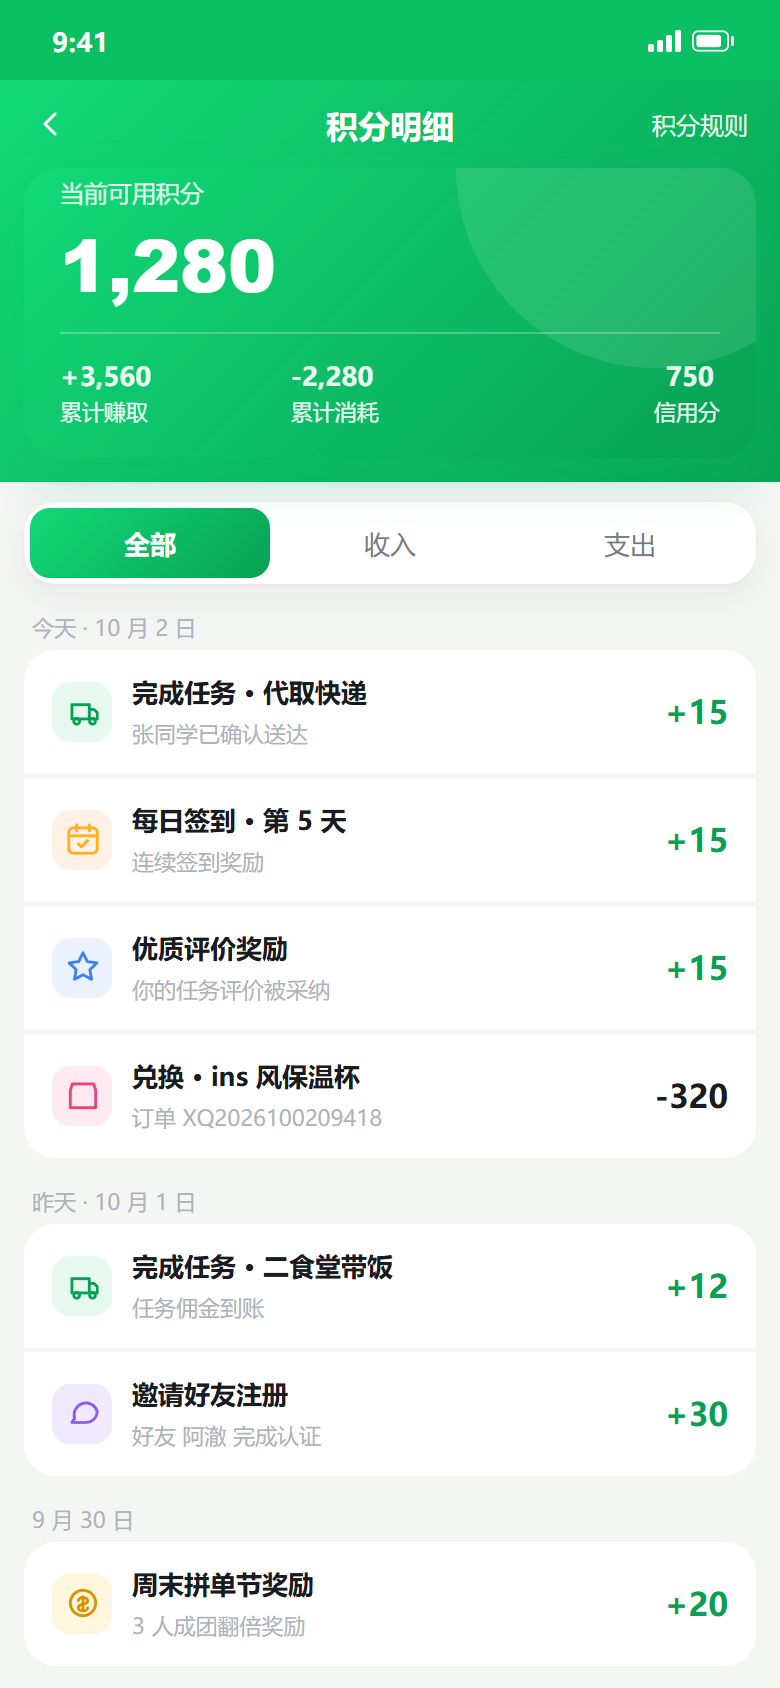 9:41
积分明细
积分规则
当前可用积分
1,280
+3,560
累计赚取
-2,280
累计消耗
750
信用分
全部
收入
支出
今天 · 10 月 2 日
完成任务 · 代取快递
张同学已确认送达
+15
每日签到 · 第 5 天
连续签到奖励
+15
优质评价奖励
你的任务评价被采纳
+15
兑换 · ins 风保温杯
订单 XQ2026100209418
-320
昨天 · 10 月 1 日
完成任务 · 二食堂带饭
任务佣金到账
+12
邀请好友注册
好友 阿澈 完成认证
+30
9 月 30 日
周末拼单节奖励
3 人成团翻倍奖励
+20